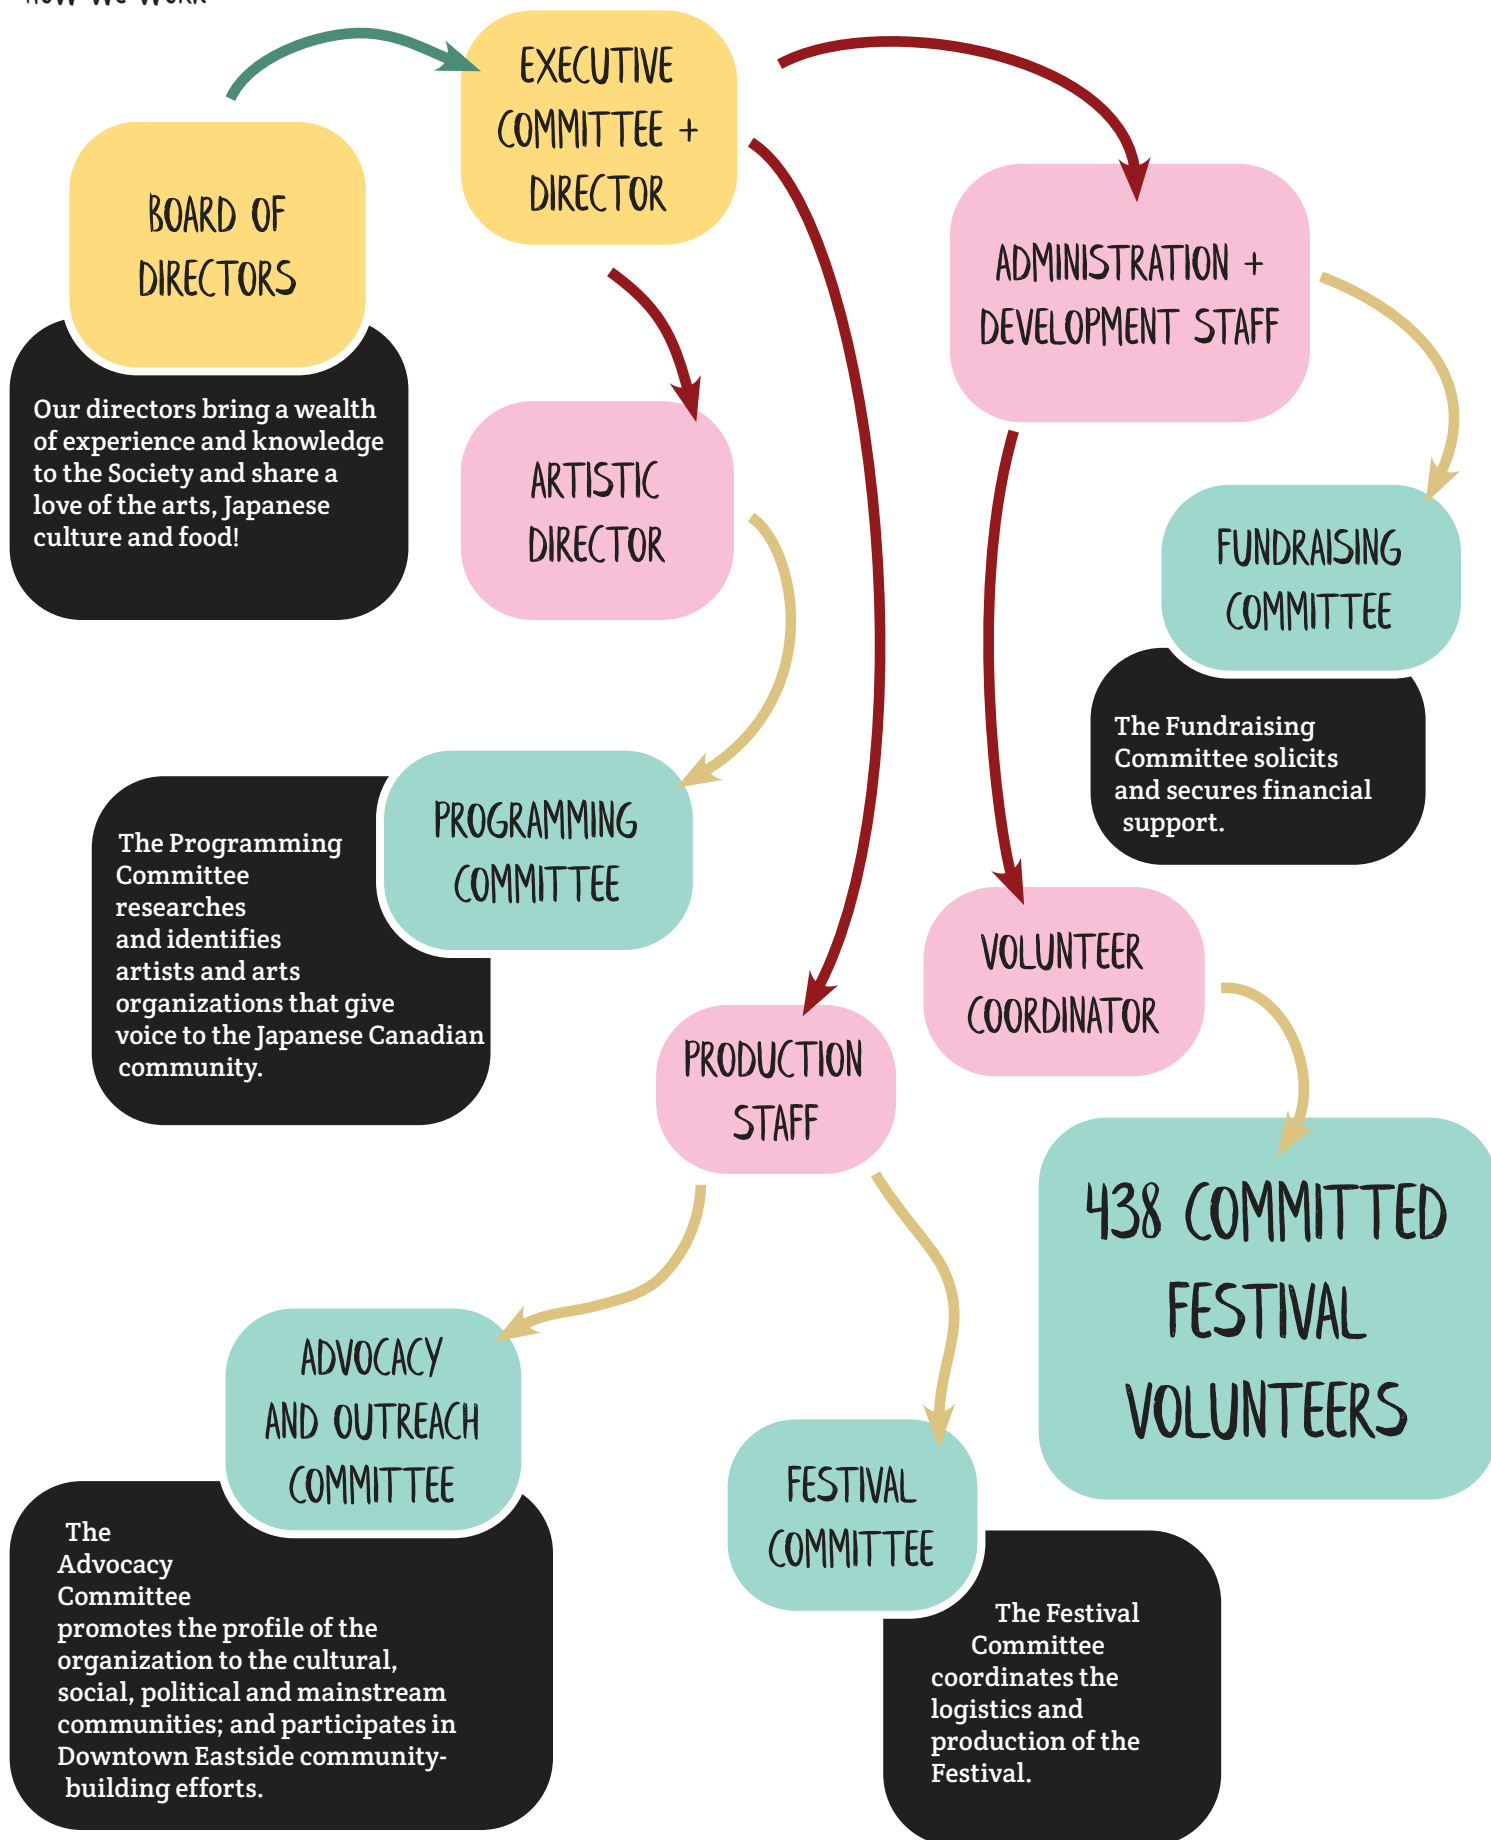 HOW WE WORK
EXECUTIVE
COMMITTEE +
DIRECTOR
BOARD OF
DIRECTORS
Our directors bring a wealth
of experience and knowledge
to the Society and share a
love of the arts, Japanese
culture and food!
ADMINISTRATION +
DEVELOPMENT STAFF
ARTISTIC
DIRECTOR
FUNDRAISING
COMMITTEE
The Fundraising
Committee solicits
and secures financial
support.
PROGRAMMING
COMMITTEE
The Programming
Committee
researches
and identifies
artists and arts
organizations that give
voice to the Japanese Canadian
community.
VOLUNTEER
COORDINATOR
PRODUCTION
STAFF
438 COMMITTED
FESTIVAL
VOLUNTEERS
ADVOCACY
AND OUTREACH
COMMITTEE
The
Advocacy
Committee
promotes the profile of the
organization to the cultural,
social, political and mainstream
communities; and participates in
Downtown Eastside community-
building efforts.
FESTIVAL
COMMITTEE
The Festival
Committee
coordinates the
logistics and
production of the
Festival.